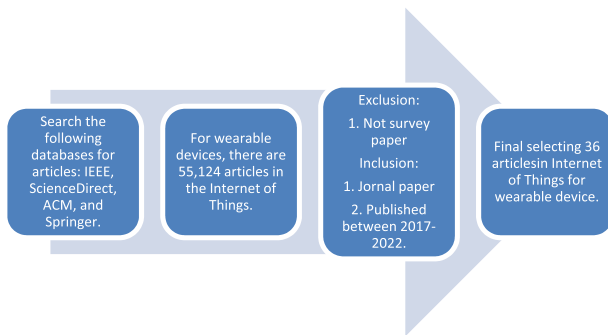 Search the
following
databases for
articles: IEEE,
ScienceDirect,
ACM, and
Springer.
For wearable
devices, there are
55,124 articles in
the Internet of
Things.
Exclusion:
1. Not survey
paper
Inclusion:
1. Jornal paper
2. Published
between 2017-
2022.
Final selecting 36
articlesin Internet
of Things for
wearable device.